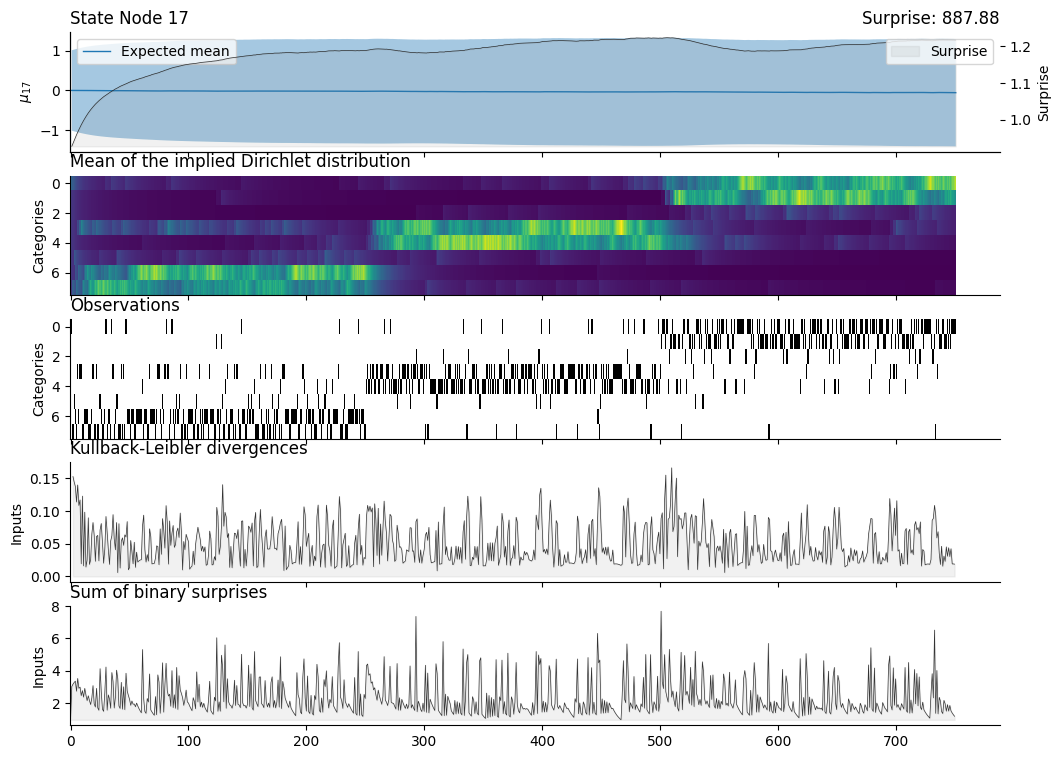 State Node 17 Surprise: 887.88
Expected mean
Surprise
1
0
−1
μ17
1.2
1.1
1.0
Surprise
Mean of the implied Dirichlet distribution
0
2
4
6
Categories
Observations
0
2
4
6
Categories
Kullback-Leibler divergences
0.15
0.10
0.05
0.00
Inputs
Sum of binary surprises
8
6
4
2
Inputs
0 100 200 300 400 500 600 700